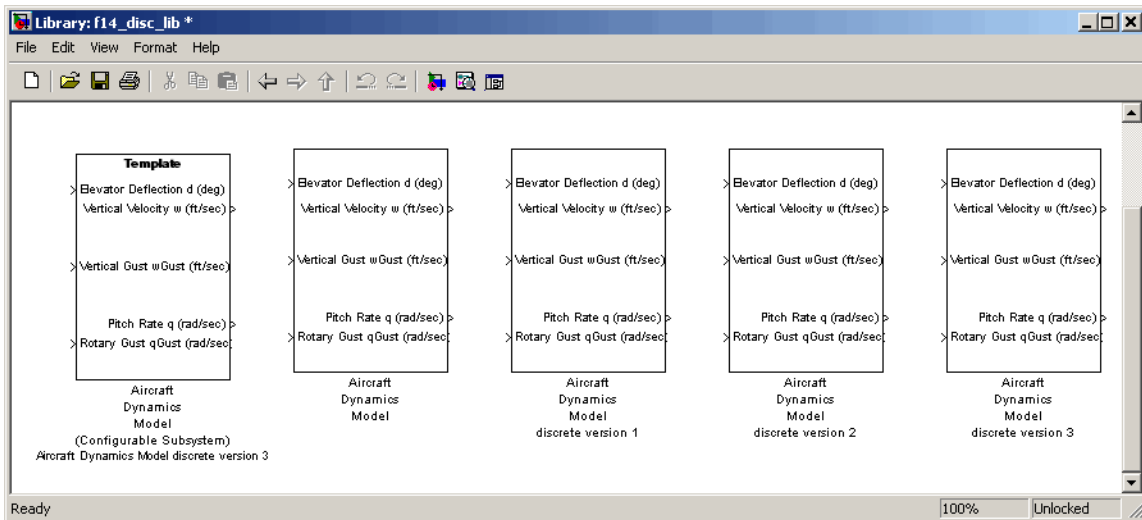 Library: f14_disc_lib *
File Edit View Format Help
Template
Elevator Deflection d (deg)
Vertical Velocity w (ft/sec)
Vertical Gust wGust (ft/sec)
Pitch Rate q (rad/sec)
Rotary Gust qGust (rad/sec)
Aircraft
Dynamics
Model
(Configurable Subsystem)
Aircraft Dynamics Model discrete version 3
Elevator Deflection d (deg)
Vertical Velocity w (ft/sec)
Vertical Gust wGust (ft/sec)
Pitch Rate q (rad/sec)
Rotary Gust qGust (rad/sec)
Aircraft
Dynamics
Model
Elevator Deflection d (deg)
Vertical Velocity w (ft/sec)
Vertical Gust wGust (ft/sec)
Pitch Rate q (rad/sec)
Rotary Gust qGust (rad/sec)
Aircraft
Dynamics
Model
discrete version 1
Elevator Deflection d (deg)
Vertical Velocity w (ft/sec)
Vertical Gust wGust (ft/sec)
Pitch Rate q (rad/sec)
Rotary Gust qGust (rad/sec)
Aircraft
Dynamics
Model
discrete version 2
Elevator Deflection d (deg)
Vertical Velocity w (ft/sec)
Vertical Gust wGust (ft/sec)
Pitch Rate q (rad/sec)
Rotary Gust qGust (rad/sec)
Aircraft
Dynamics
Model
discrete version 3
Ready 100% Unlocked